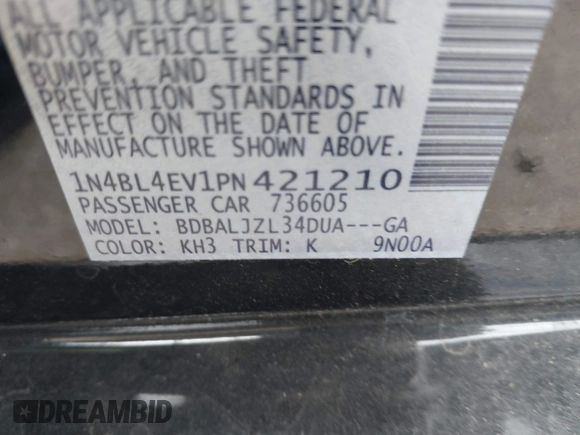 ALL APPLICABLE FEDERAL
MOTOR VEHICLE SAFETY,
BUMPER, AND THEFT
PREVENTION STANDARDS IN
EFFECT ON THE DATE OF
MANUFACTURE SHOWN ABOVE.
1N4BL4EV1PN421210
PASSENGER CAR 736605
MODEL: BDBALJZL34DUA---GA
COLOR: KH3 TRIM: K 9N00A
DREAMBID